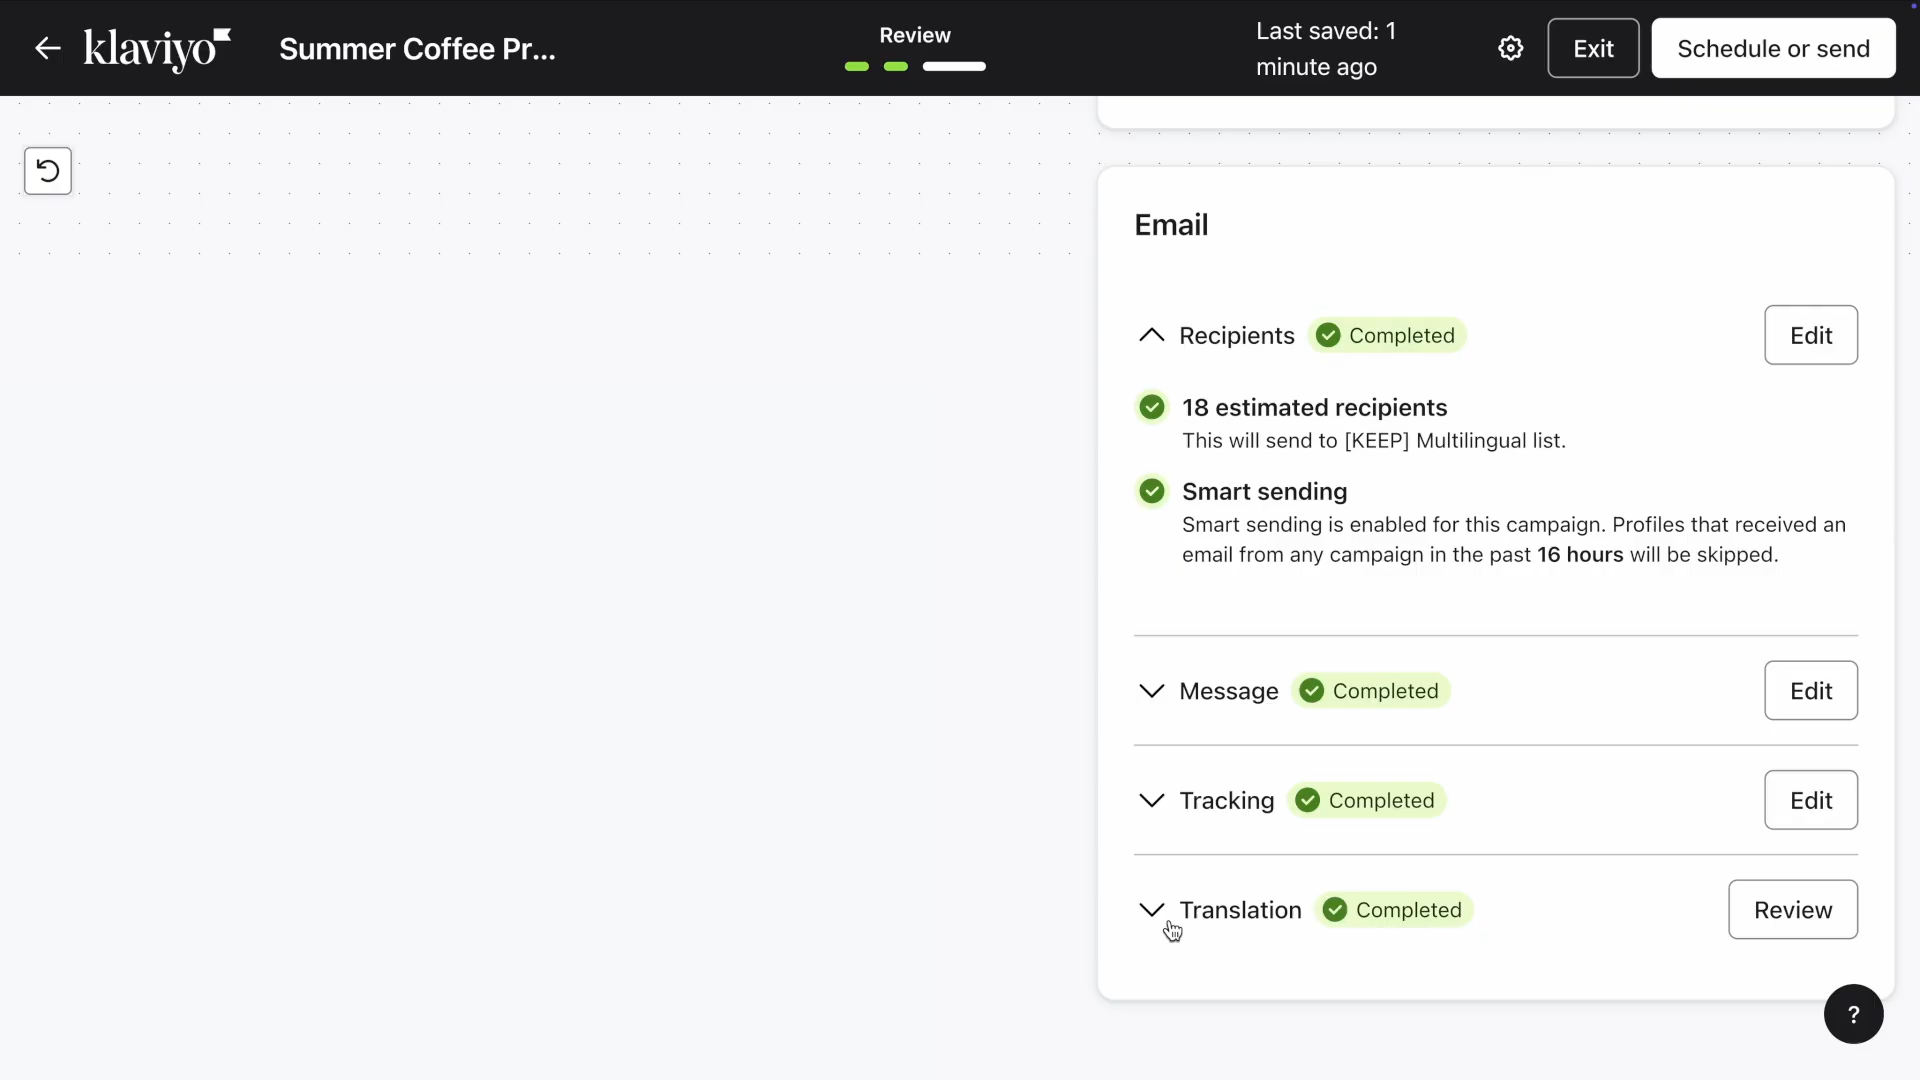 klaviyo
Summer Coffee Pr...
Review
Last saved: 1
minute ago
Exit
Schedule or send
Email
Recipients
Completed
Edit
18 estimated recipients
This will send to [KEEP] Multilingual list.
Smart sending
Smart sending is enabled for this campaign. Profiles that received an
email from any campaign in the past 16 hours will be skipped.
Message
Completed
Edit
Tracking
Completed
Edit
Translation
Completed
Review
?